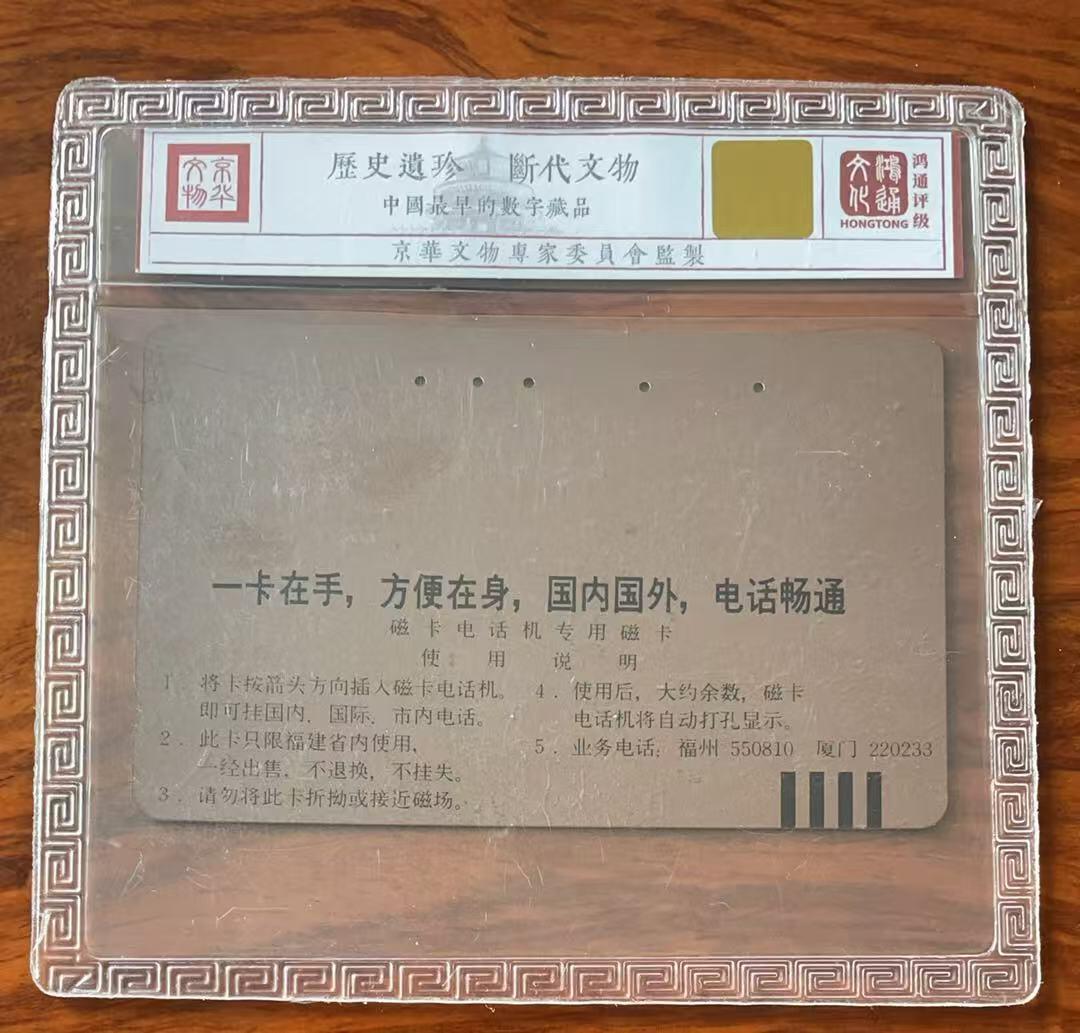 京华文物
歷史遺珍 斷代文物
中國最早的數字藏品
鴻通文化
HONGTONG
鸿通评级
京華文物專家委員會監製
一卡在手，方便在身，国内国外，电话畅通
磁卡电话机专用磁卡
使用说明
1．将卡按箭头方向插入磁卡电话机。
即可挂国内．国际．市内电话。
2．此卡只限福建省内使用，
一经出售，不退换，不挂失。
3．请勿将此卡折拗或接近磁场。
4．使用后，大约余数，磁卡
电话机将自动打孔显示。
5．业务电话：福州 550810 厦门 220233